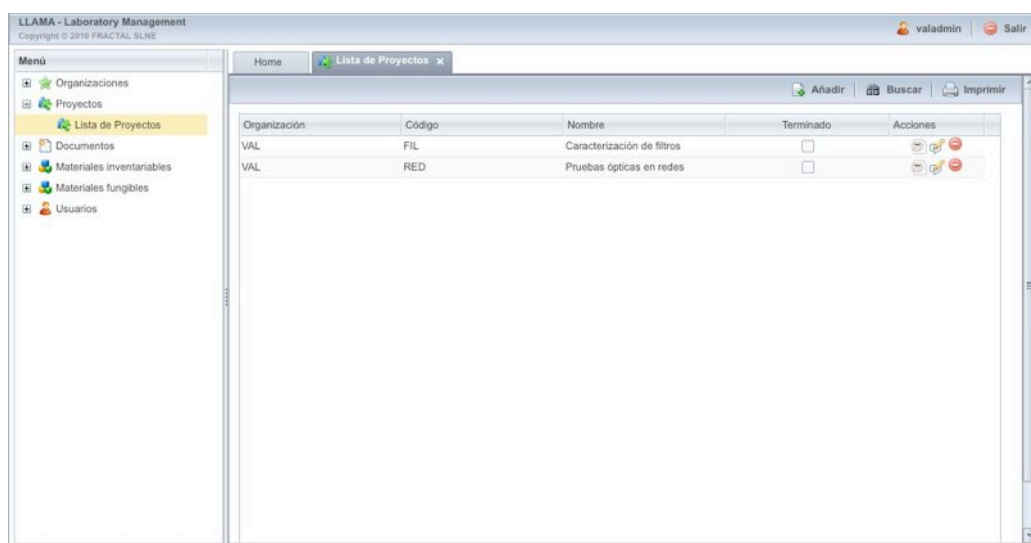 LLAMA - Laboratory Management
Copyright © 2010 FRACTAL SLNE
valadmin Salir
Menú
Home Lista de Proyectos x
Organizaciones
Proyectos
Lista de Proyectos
Documentos
Materiales inventariables
Materiales fungibles
Usuarios
Añadir Buscar Imprimir
Organización Código Nombre Terminado Acciones
VAL FIL Caracterización de filtros
VAL RED Pruebas ópticas en redes